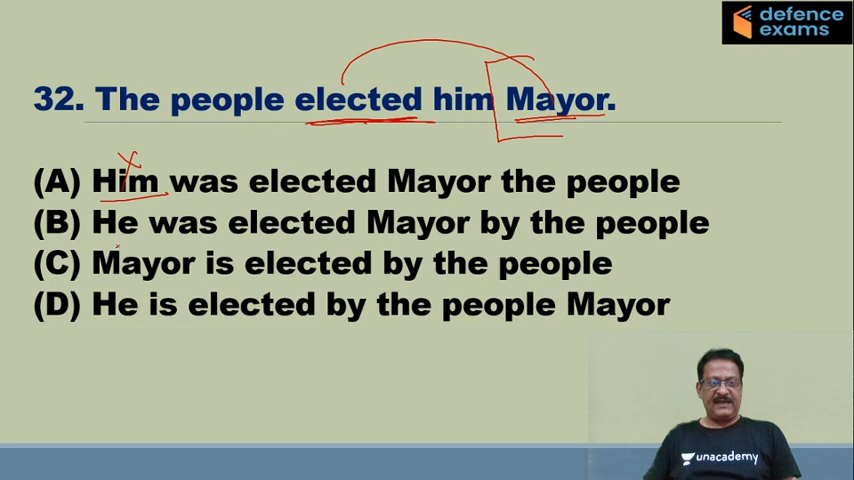 defence
exams
32. The people elected him Mayor.
(A) Him was elected Mayor the people
(B) He was elected Mayor by the people
(C) Mayor is elected by the people
(D) He is elected by the people Mayor
unacademy